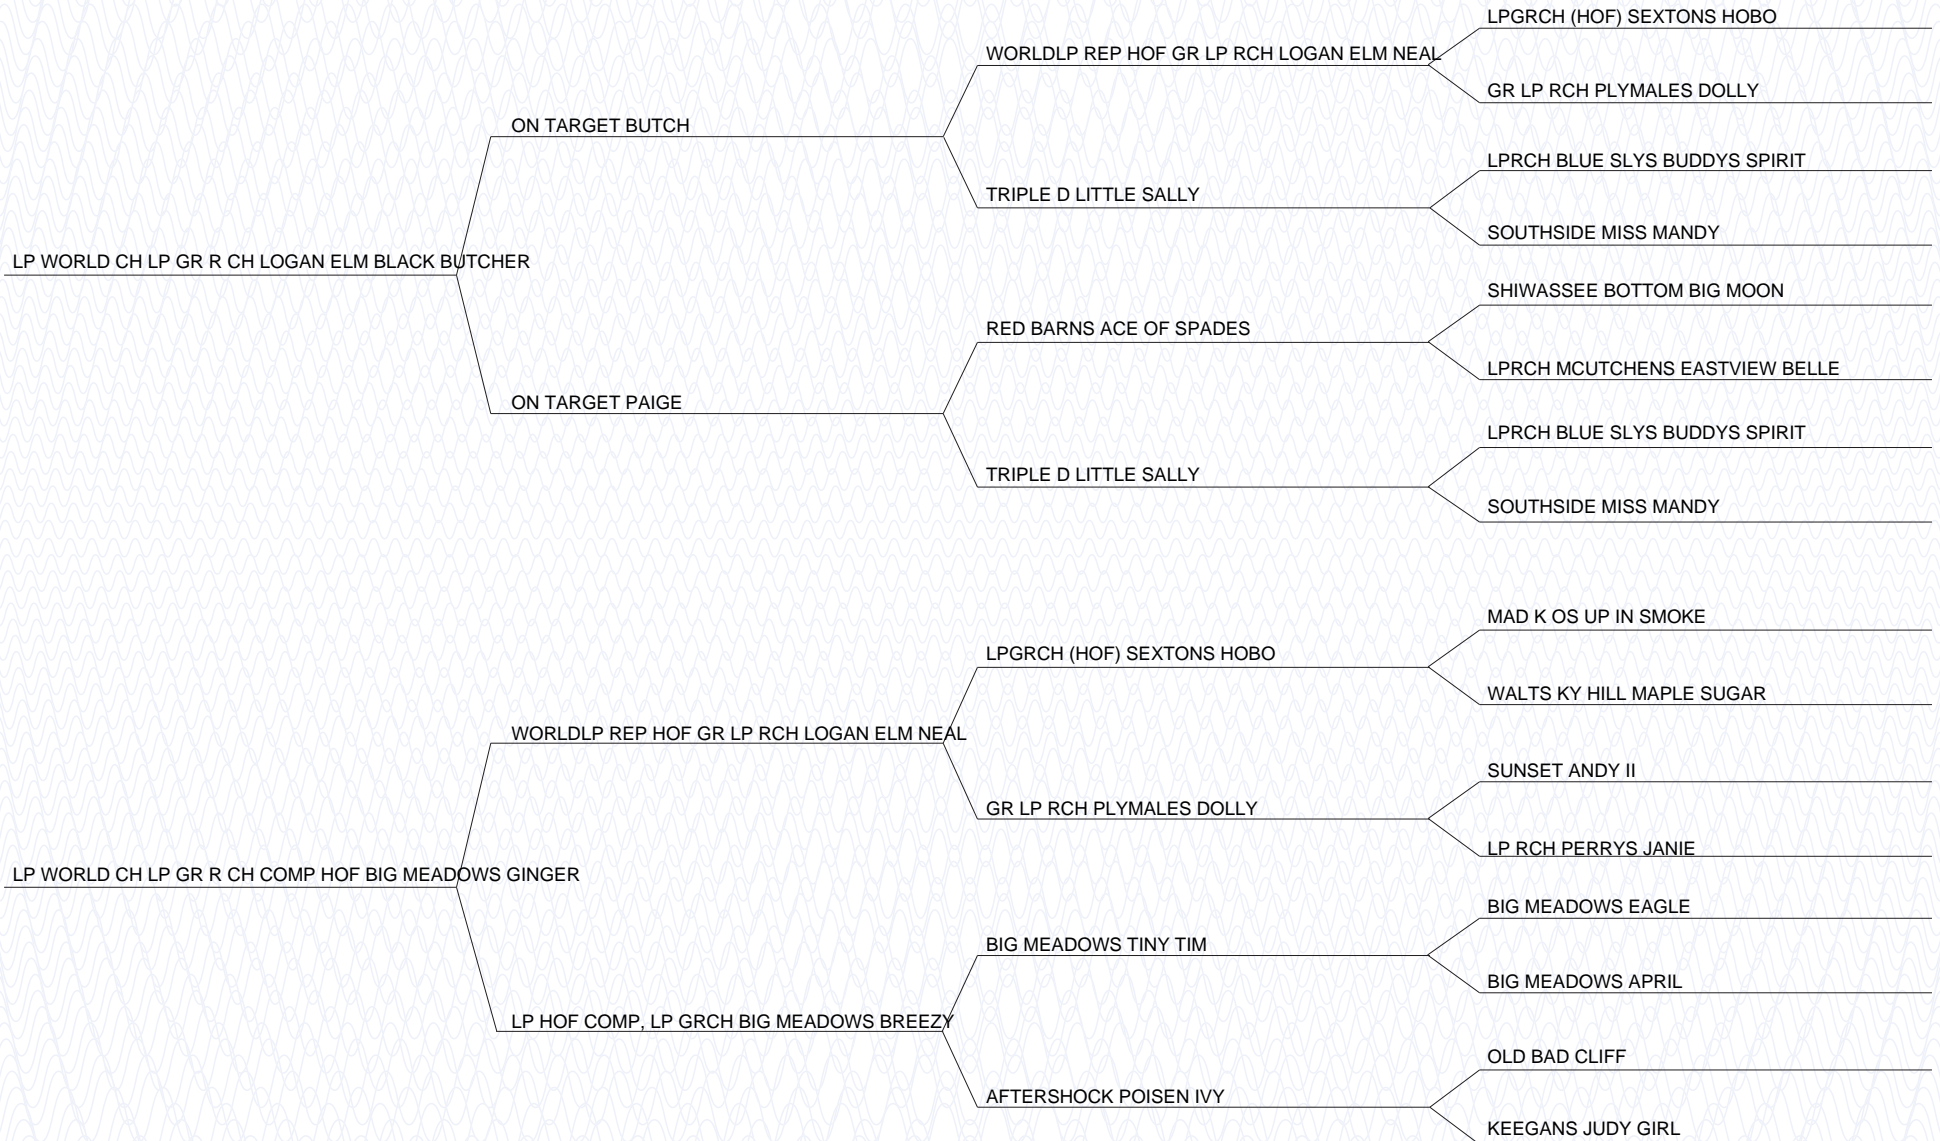 LPGRCH (HOF) SEXTONS HOBO
WORLDLP REP HOF GR LP RCH LOGAN ELM NEAL
GR LP RCH PLYMALES DOLLY
ON TARGET BUTCH
LPRCH BLUE SLYS BUDDYS SPIRIT
TRIPLE D LITTLE SALLY
SOUTHSIDE MISS MANDY
LP WORLD CH LP GR R CH LOGAN ELM BLACK BUTCHER
SHIWASSEE BOTTOM BIG MOON
RED BARNS ACE OF SPADES
LPRCH MCUTCHENS EASTVIEW BELLE
ON TARGET PAIGE
LPRCH BLUE SLYS BUDDYS SPIRIT
TRIPLE D LITTLE SALLY
SOUTHSIDE MISS MANDY
MAD K OS UP IN SMOKE
LPGRCH (HOF) SEXTONS HOBO
WALTS KY HILL MAPLE SUGAR
WORLDLP REP HOF GR LP RCH LOGAN ELM NEAL
SUNSET ANDY II
GR LP RCH PLYMALES DOLLY
LP RCH PERRYS JANIE
LP WORLD CH LP GR R CH COMP HOF BIG MEADOWS GINGER
BIG MEADOWS EAGLE
BIG MEADOWS TINY TIM
BIG MEADOWS APRIL
LP HOF COMP, LP GRCH BIG MEADOWS BREEZY
OLD BAD CLIFF
AFTERSHOCK POISEN IVY
KEEGANS JUDY GIRL